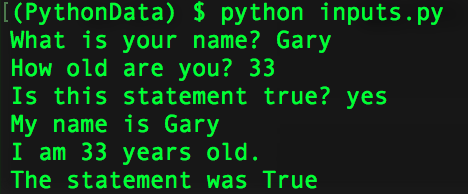 [(PythonData) $ python inputs.py
What is your name? Gary
How old are you? 33
Is this statement true? yes
My name is Gary
I am 33 years old.
The statement was True